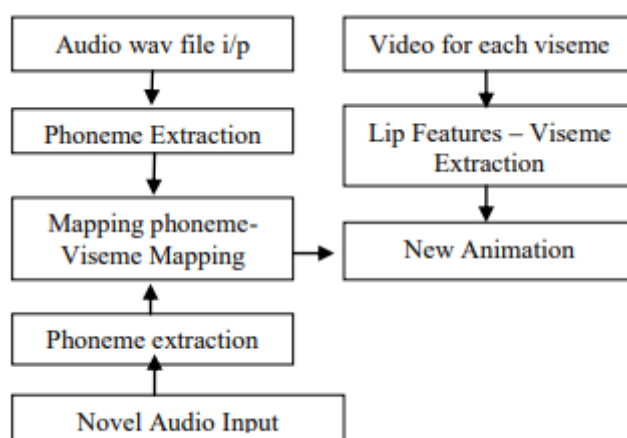 Audio wav file i/p
Phoneme Extraction
Mapping phoneme-
Viseme Mapping
Phoneme extraction
Novel Audio Input
Video for each viseme
Lip Features – Viseme
Extraction
New Animation